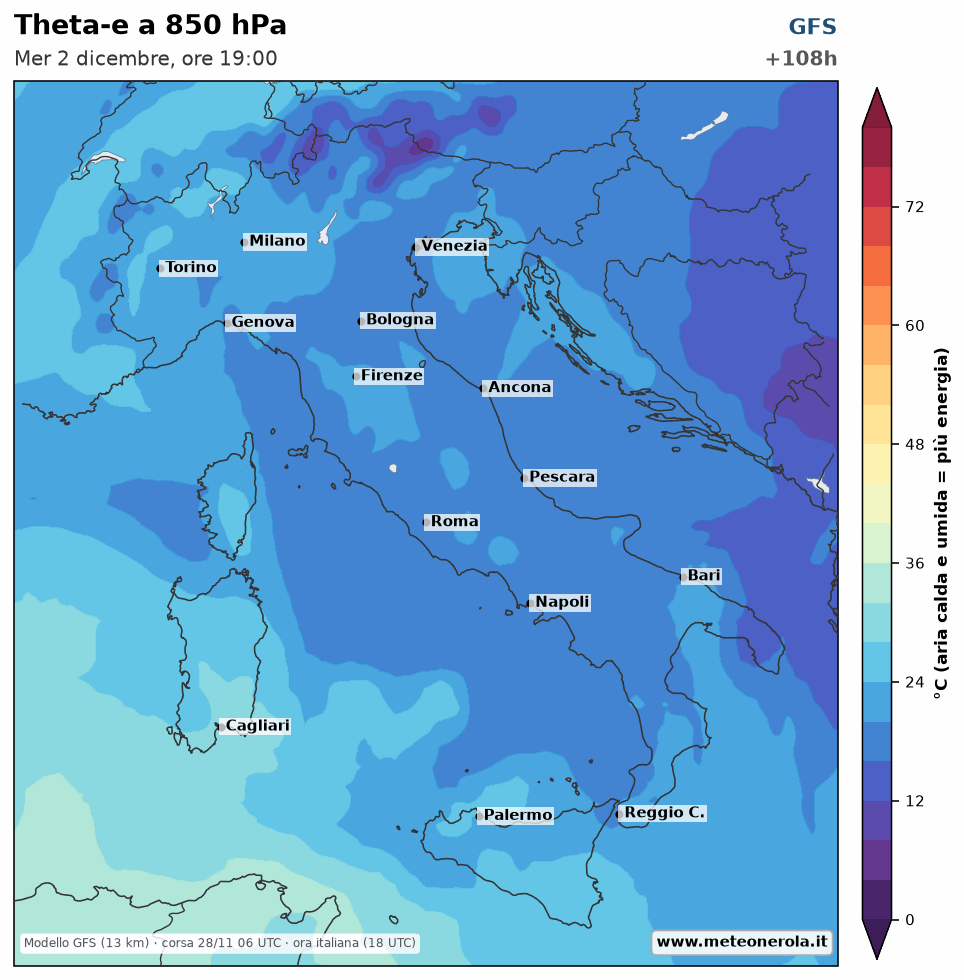 Theta-e a 850 hPa
GFS
Mer 2 dicembre, ore 19:00
+108h
Milano
Venezia
Torino
Genova
Bologna
Firenze
Ancona
Pescara
Roma
Bari
Napoli
Cagliari
Palermo
Reggio C.
72
60
48
36
24
12
0
°C (aria calda e umida = più energia)
Modello GFS (13 km) · corsa 28/11 06 UTC · ora italiana (18 UTC)
www.meteonerola.it